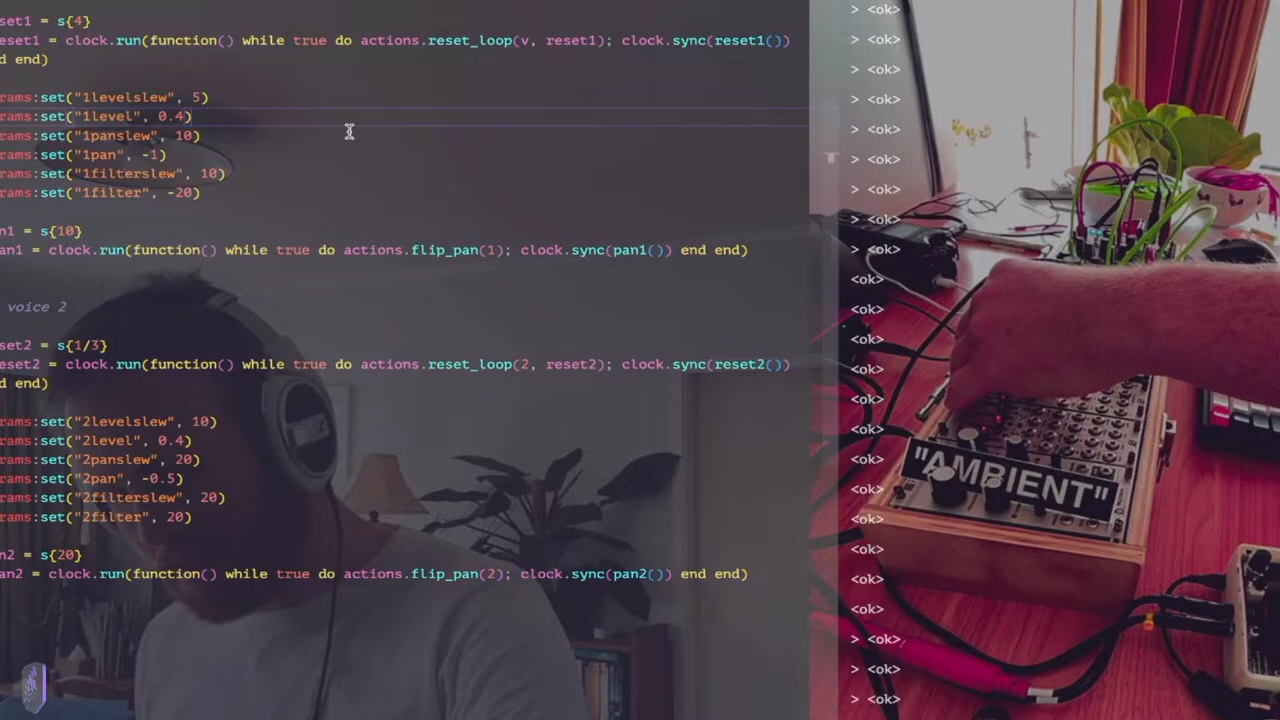 set1 = s{4}
eset1 = clock.run(function() while true do actions.reset_loop(v, reset1); clock.sync(reset1())
d end)
rams:set("1levelslew", 5)
rams:set("1level", 0.4)
rams:set("1panslew", 10)
rams:set("1pan", -1)
rams:set("1filterslew", 10)
rams:set("1filter", -20)
n1 = s{10}
an1 = clock.run(function() while true do actions.flip_pan(1); clock.sync(pan1()) end end)
voice 2
set2 = s{1/3}
eset2 = clock.run(function() while true do actions.reset_loop(2, reset2); clock.sync(reset2())
d end)
rams:set("2levelslew", 10)
rams:set("2level", 0.4)
rams:set("2panslew", 20)
rams:set("2pan", -0.5)
rams:set("2filterslew", 20)
rams:set("2filter", 20)
n2 = s{20}
an2 = clock.run(function() while true do actions.flip_pan(2); clock.sync(pan2()) end end)
> <ok>
> <ok>
> <ok>
> <ok>
> <ok>
> <ok>
> <ok>
<ok>
<ok>
<ok>
<ok>
<ok>
<ok>
<ok>
<ok>
<ok>
<ok>
<ok>
<ok>
<ok>
<ok>
> <ok>
> <ok>
> <ok>
"AMBIENT"